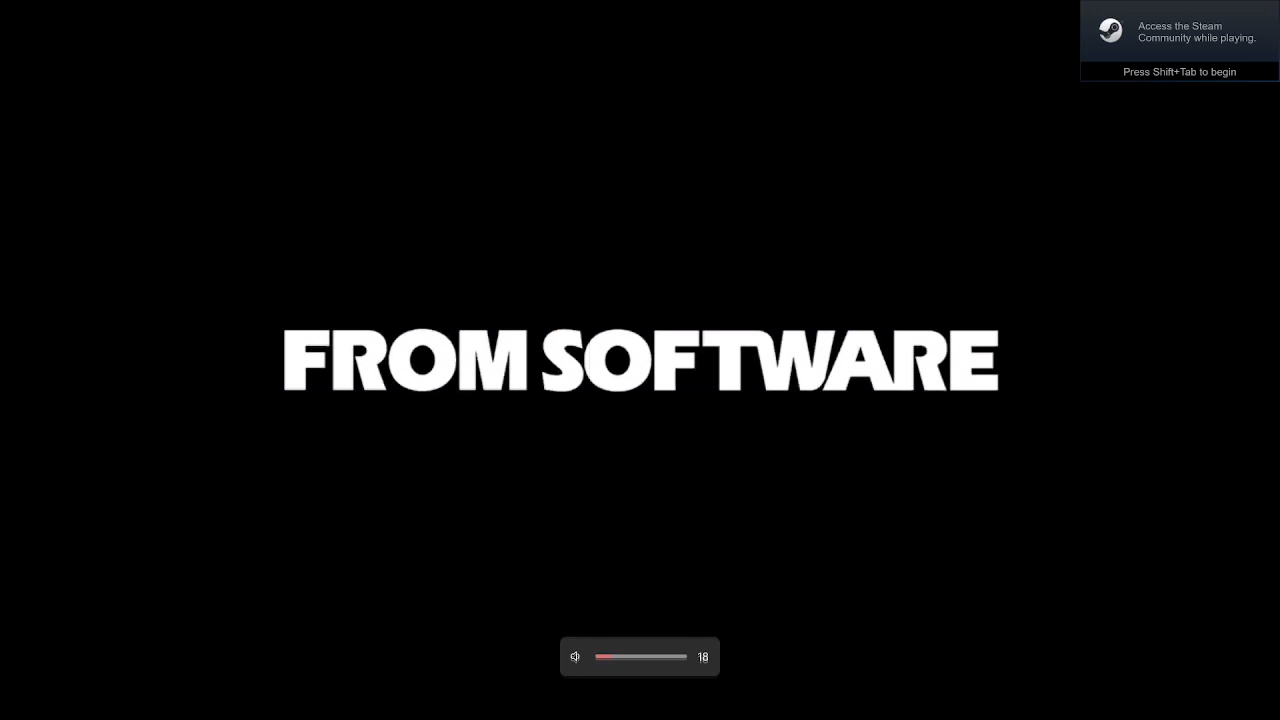 Access the Steam
Community while playing.
Press Shift+Tab to begin
FROM SOFTWARE
18